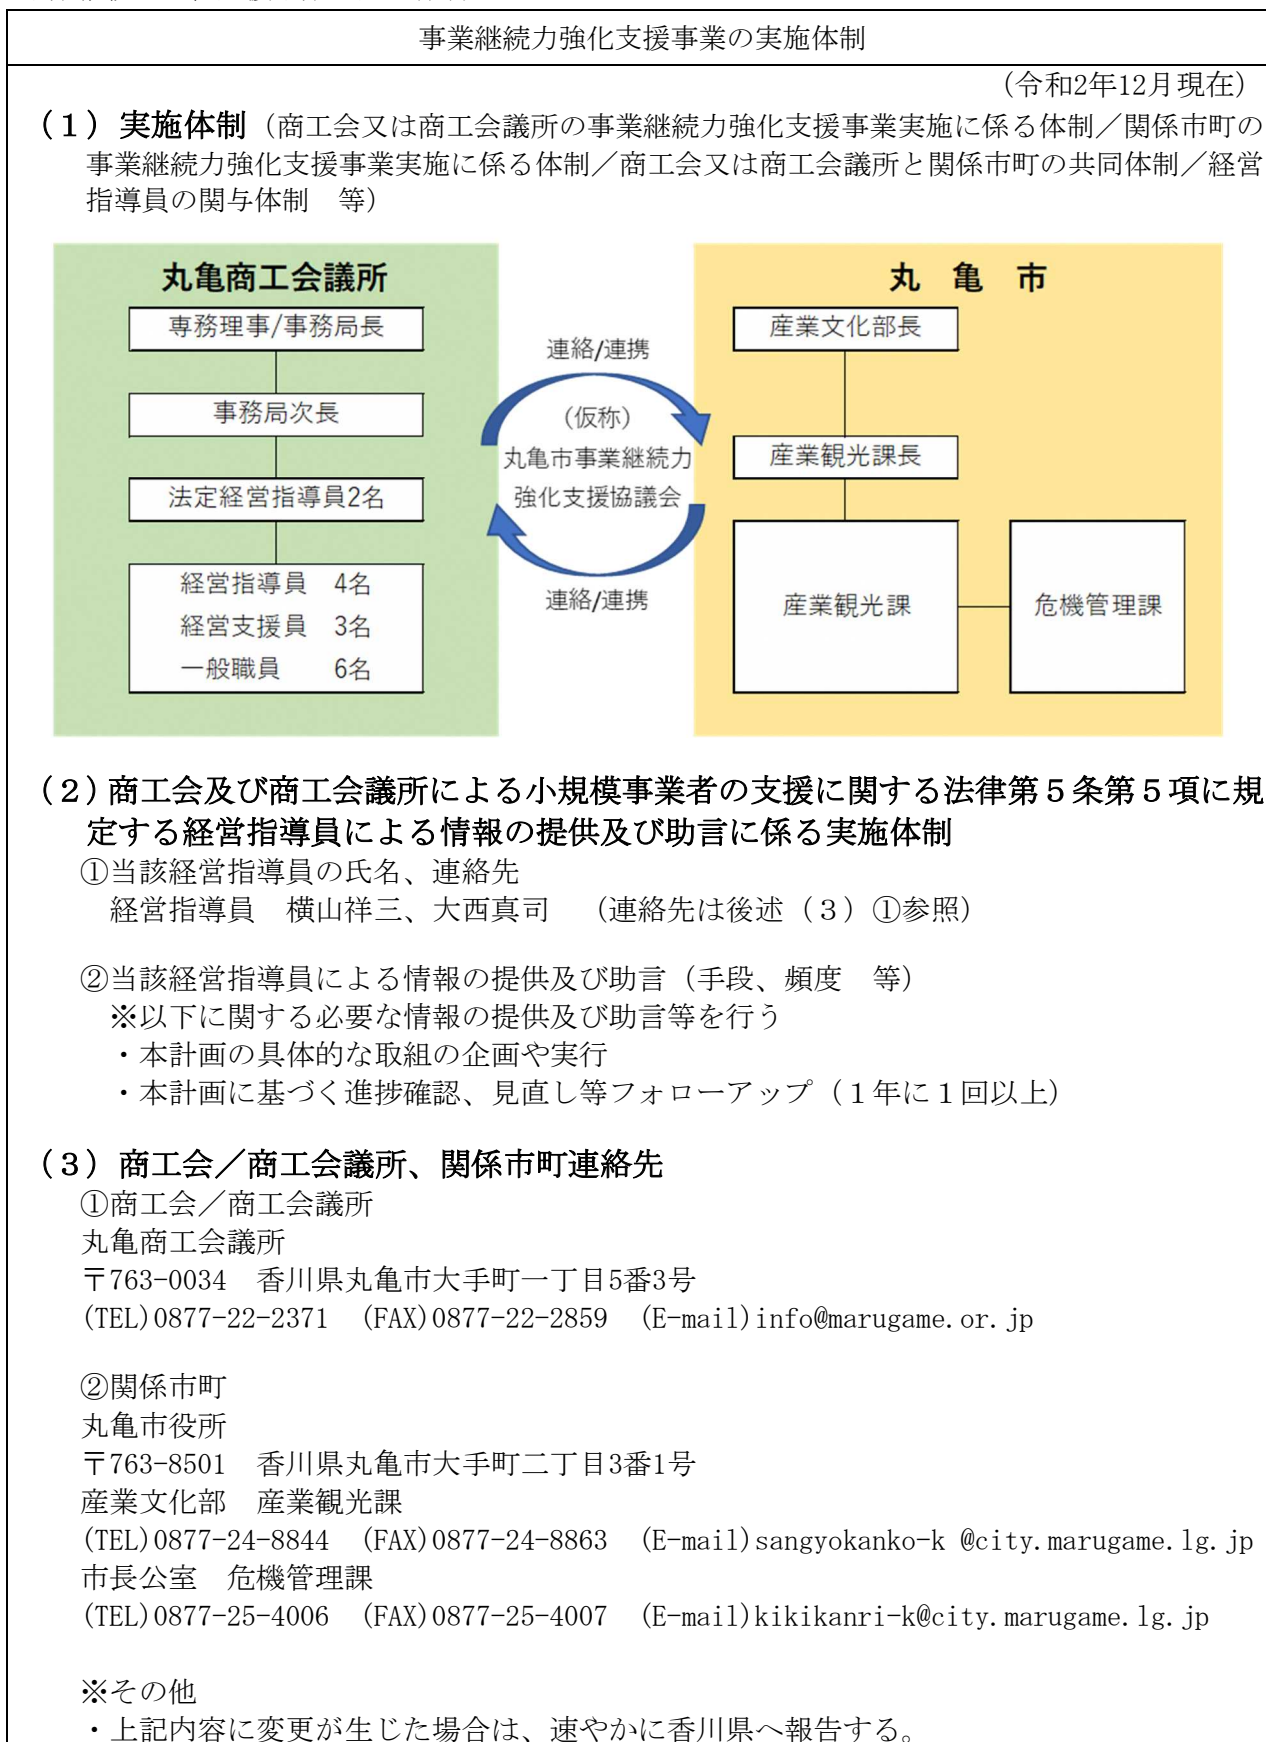 事業継続力強化支援事業の実施体制
（令和2年12月現在）
（１）実施体制（商工会又は商工会議所の事業継続力強化支援事業実施に係る体制／関係市町の
事業継続力強化支援事業実施に係る体制／商工会又は商工会議所と関係市町の共同体制／経営
指導員の関与体制　等）
丸亀商工会議所
専務理事/事務局長
事務局次長
法定経営指導員2名
経営指導員　4名
経営支援員　3名
一般職員　6名
連絡/連携
（仮称）
丸亀市事業継続力
強化支援協議会
連絡/連携
丸　亀　市
産業文化部長
産業観光課長
産業観光課
危機管理課
（２）商工会及び商工会議所による小規模事業者の支援に関する法律第５条第５項に規
定する経営指導員による情報の提供及び助言に係る実施体制
①当該経営指導員の氏名、連絡先
経営指導員　横山祥三、大西真司　（連絡先は後述（３）①参照）
②当該経営指導員による情報の提供及び助言（手段、頻度　等）
※以下に関する必要な情報の提供及び助言等を行う
・本計画の具体的な取組の企画や実行
・本計画に基づく進捗確認、見直し等フォローアップ（１年に１回以上）
（３）商工会／商工会議所、関係市町連絡先
①商工会／商工会議所
丸亀商工会議所
〒763-0034　香川県丸亀市大手町一丁目5番3号
(TEL)0877-22-2371　(FAX)0877-22-2859　(E-mail)info@marugame.or.jp
②関係市町
丸亀市役所
〒763-8501　香川県丸亀市大手町二丁目3番1号
産業文化部　産業観光課
(TEL)0877-24-8844　(FAX)0877-24-8863　(E-mail)sangyokanko-k @city.marugame.lg.jp
市長公室　危機管理課
(TEL)0877-25-4006　(FAX)0877-25-4007　(E-mail)kikikanri-k@city.marugame.lg.jp
※その他
・上記内容に変更が生じた場合は、速やかに香川県へ報告する。